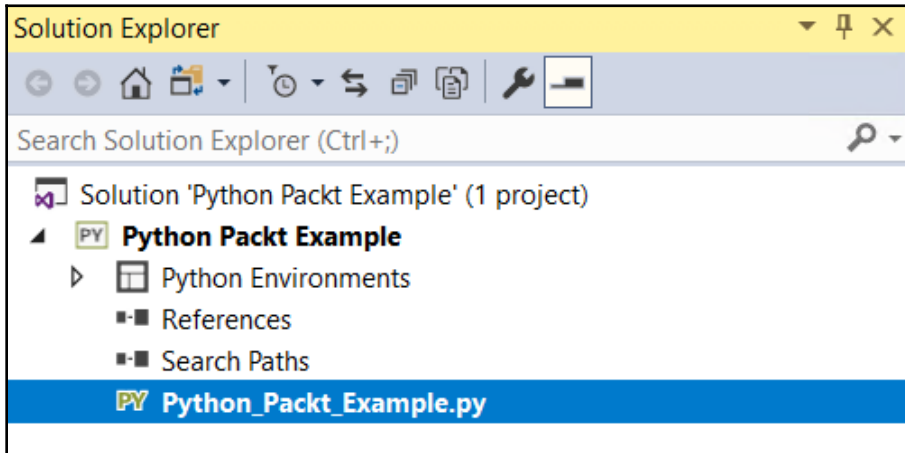 Solution Explorer
Search Solution Explorer (Ctrl+;)
Solution 'Python Packt Example' (1 project)
PY Python Packt Example
Python Environments
References
Search Paths
PY Python_Packt_Example.py